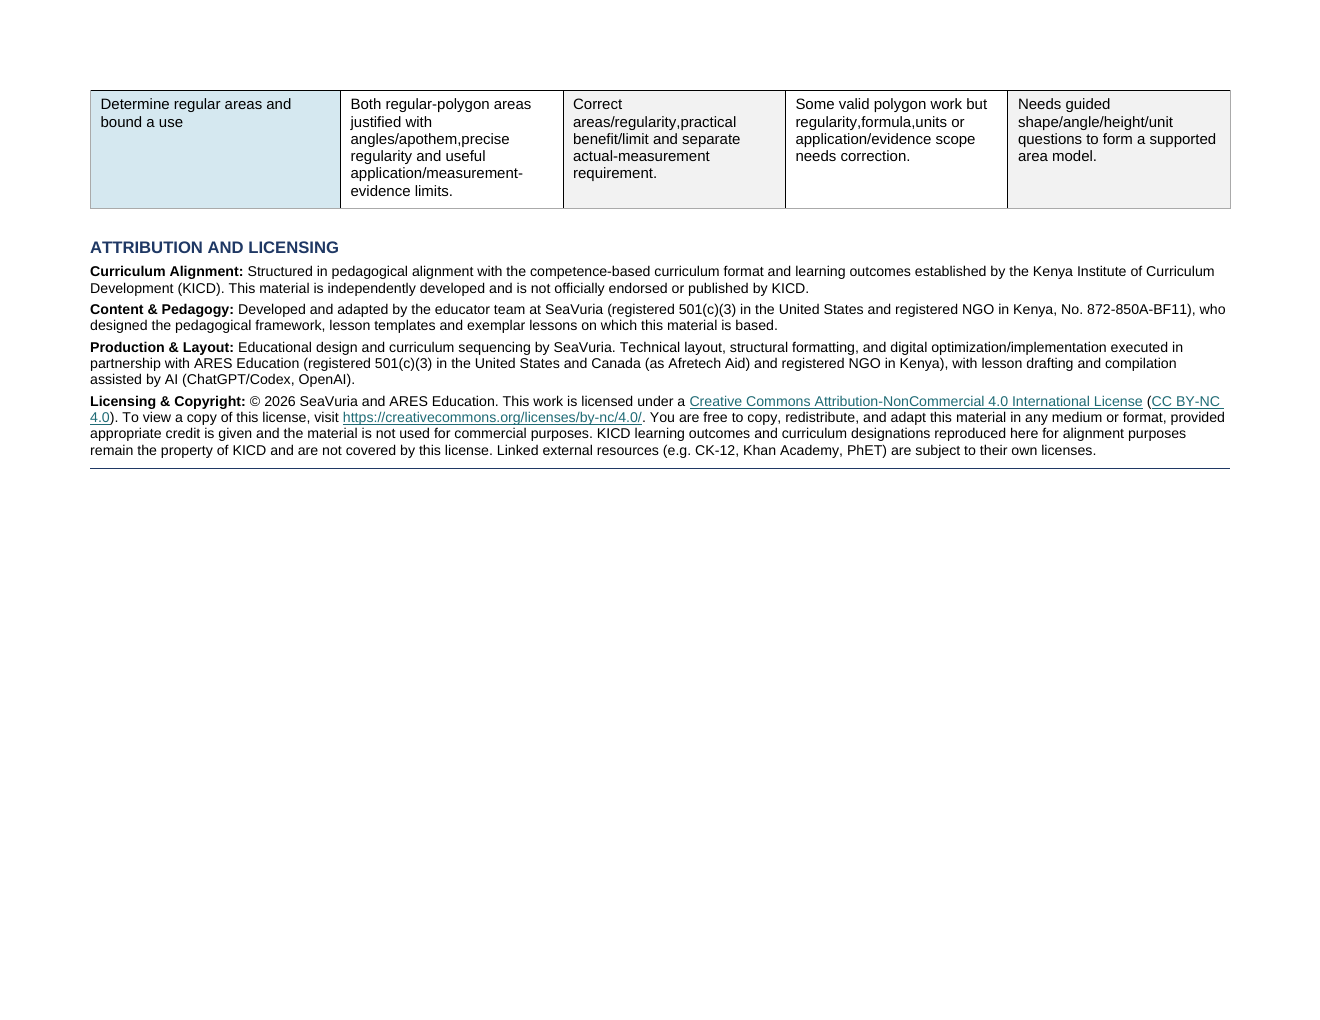 Determine regular areas and
bound a use
Both regular-polygon areas
justified with
angles/apothem,precise
regularity and useful
application/measurement-
evidence limits.
Correct
areas/regularity,practical
benefit/limit and separate
actual-measurement
requirement.
Some valid polygon work but
regularity,formula,units or
application/evidence scope
needs correction.
Needs guided
shape/angle/height/unit
questions to form a supported
area model.
ATTRIBUTION AND LICENSING
Curriculum Alignment: Structured in pedagogical alignment with the competence-based curriculum format and learning outcomes established by the Kenya Institute of Curriculum
Development (KICD). This material is independently developed and is not officially endorsed or published by KICD.
Content & Pedagogy: Developed and adapted by the educator team at SeaVuria (registered 501(c)(3) in the United States and registered NGO in Kenya, No. 872-850A-BF11), who
designed the pedagogical framework, lesson templates and exemplar lessons on which this material is based.
Production & Layout: Educational design and curriculum sequencing by SeaVuria. Technical layout, structural formatting, and digital optimization/implementation executed in
partnership with ARES Education (registered 501(c)(3) in the United States and Canada (as Afretech Aid) and registered NGO in Kenya), with lesson drafting and compilation
assisted by AI (ChatGPT/Codex, OpenAI).
Licensing & Copyright: © 2026 SeaVuria and ARES Education. This work is licensed under a Creative Commons Attribution-NonCommercial 4.0 International License (CC BY-NC
4.0). To view a copy of this license, visit https://creativecommons.org/licenses/by-nc/4.0/. You are free to copy, redistribute, and adapt this material in any medium or format, provided
appropriate credit is given and the material is not used for commercial purposes. KICD learning outcomes and curriculum designations reproduced here for alignment purposes
remain the property of KICD and are not covered by this license. Linked external resources (e.g. CK-12, Khan Academy, PhET) are subject to their own licenses.